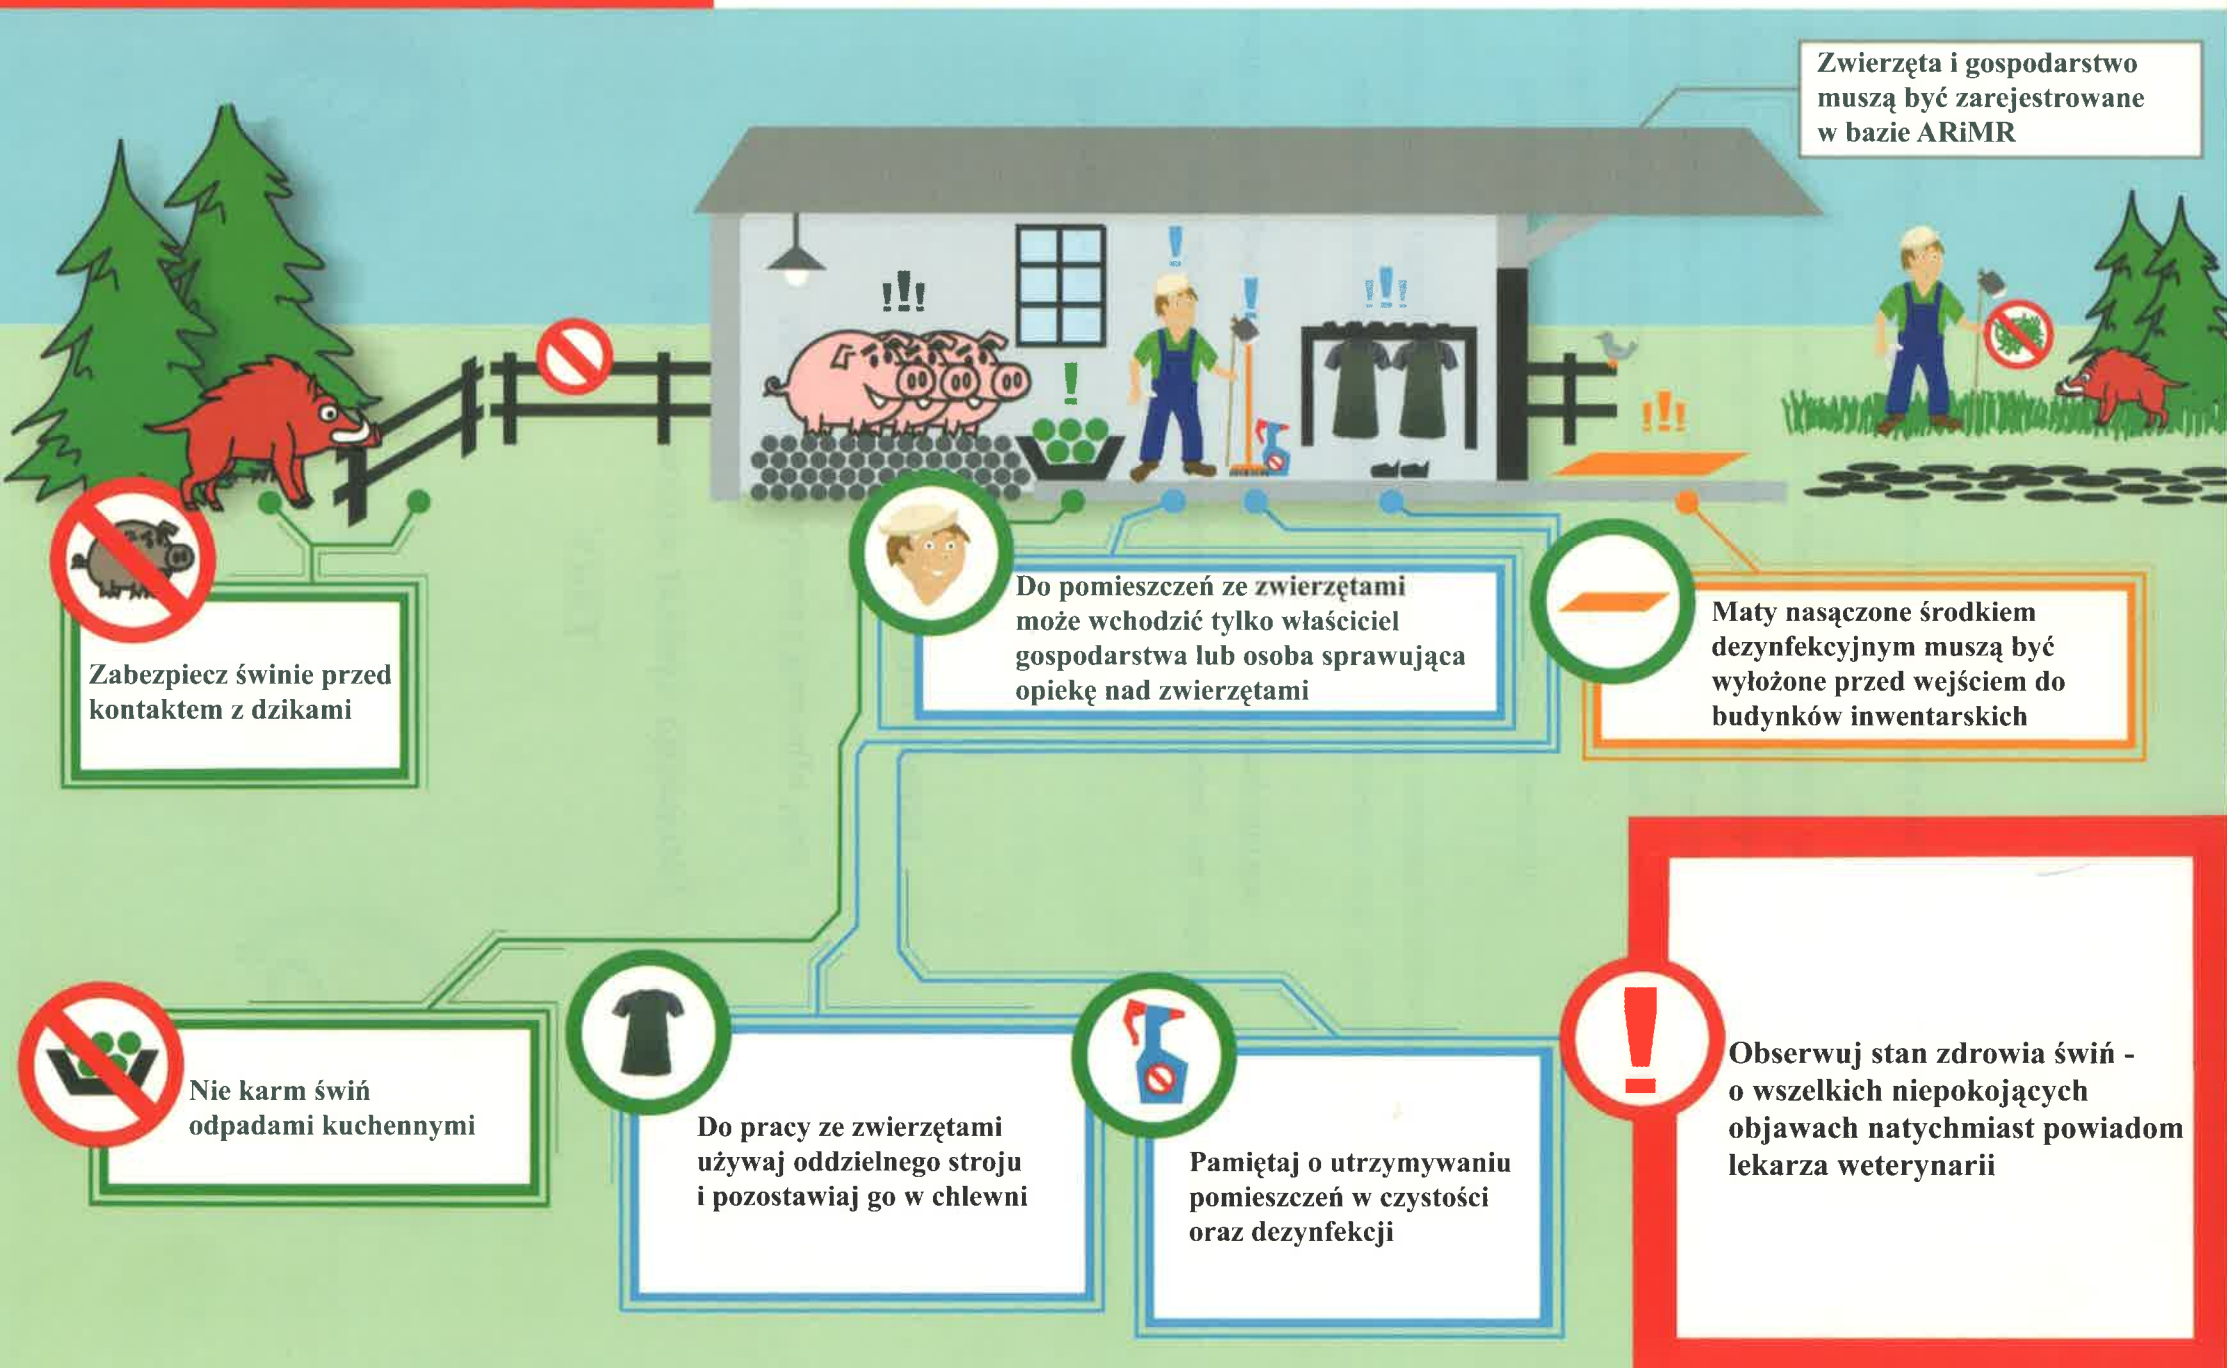 Zwierzęta i gospodarstwo
muszą być zarejestrowane
w bazie ARiMR
Zabezpiecz świnie przed
kontaktem z dzikami
Do pomieszczeń ze zwierzętami
może wchodzić tylko właściciel
gospodarstwa lub osoba sprawująca
opiekę nad zwierzętami
Maty nasączone środkiem
dezynfekcyjnym muszą być
wyłożone przed wejściem do
budynków inwentarskich
Nie karm świń
odpadami kuchennymi
Do pracy ze zwierzętami
używaj oddzielnego stroju
i pozostawiaj go w chlewni
Pamiętaj o utrzymywaniu
pomieszczeń w czystości
oraz dezynfekcji
Obserwuj stan zdrowia świń -
o wszelkich niepokojących
objawach natychmiast powiadom
lekarza weterynarii